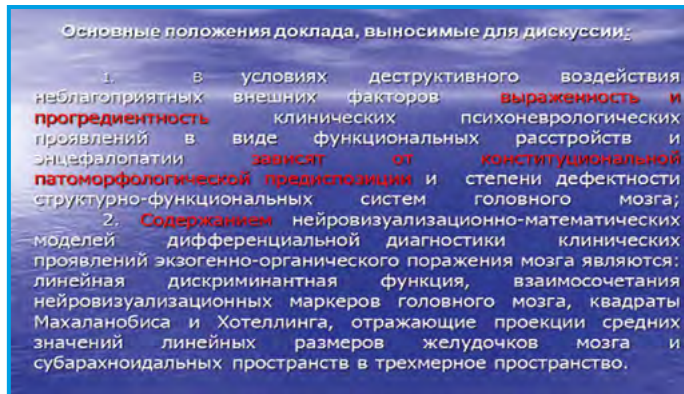 Основные положения доклада, выносимые для дискуссии:
1. В условиях деструктивного воздействия
неблагоприятных внешних факторов выраженность и
прогредиентность клинических психоневрологических
проявлений в виде функциональных расстройств и
энцефалопатии зависят от конституциональной
патоморфологической предиспозиции и степени дефектности
структурно-функциональных систем головного мозга;
2. Содержанием нейровизуализационно-математических
моделей дифференциальной диагностики клинических
проявлений экзогенно-органического поражения мозга являются:
линейная дискриминантная функция, взаимосочетания
нейровизуализационных маркеров головного мозга, квадраты
Махаланобиса и Хотеллинга, отражающие проекции средних
значений линейных размеров желудочков мозга и
субарахноидальных пространств в трехмерное пространство.